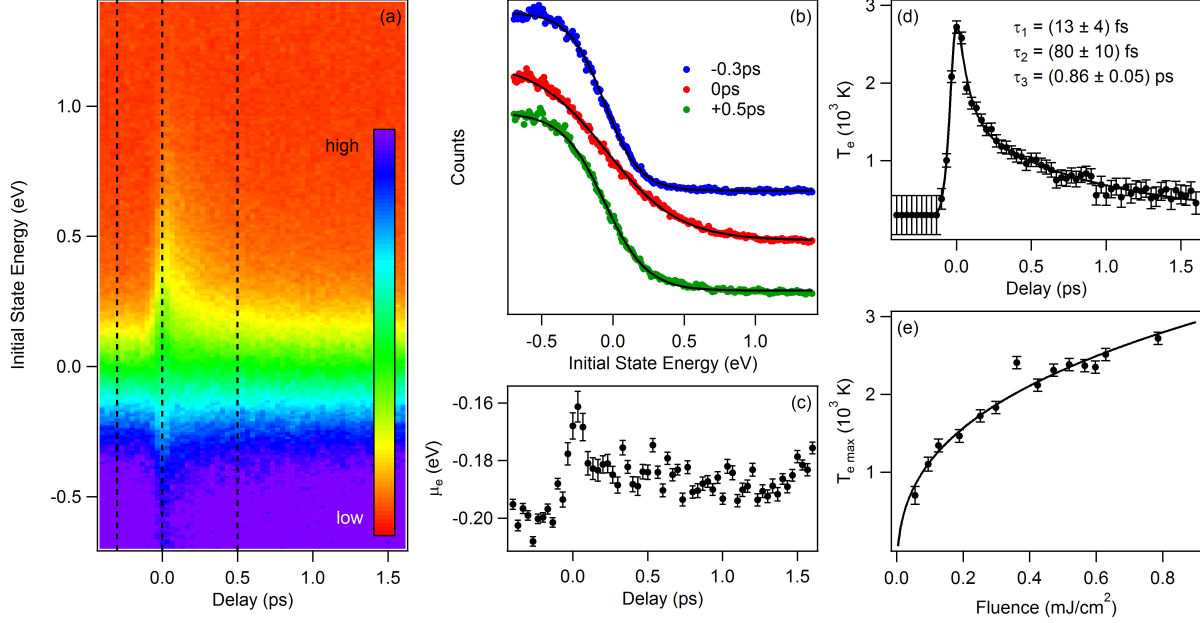 (a)
Initial State Energy (eV)
1.0
0.5
0.0
-0.5
high
low
0.0
0.5
1.0
1.5
Delay (ps)
(b)
Counts
-0.3ps
0ps
+0.5ps
-0.5
0.0
0.5
1.0
Initial State Energy (eV)
(c)
μe (eV)
-0.16
-0.18
-0.20
0.0
0.5
1.0
1.5
Delay (ps)
(d)
τ1 = (13 ± 4) fs
τ2 = (80 ± 10) fs
τ3 = (0.86 ± 0.05) ps
Te (10³ K)
3
2
1
0.0
0.5
1.0
1.5
Delay (ps)
(e)
Te max (10³ K)
3
2
1
0.0
0.2
0.4
0.6
0.8
Fluence (mJ/cm²)